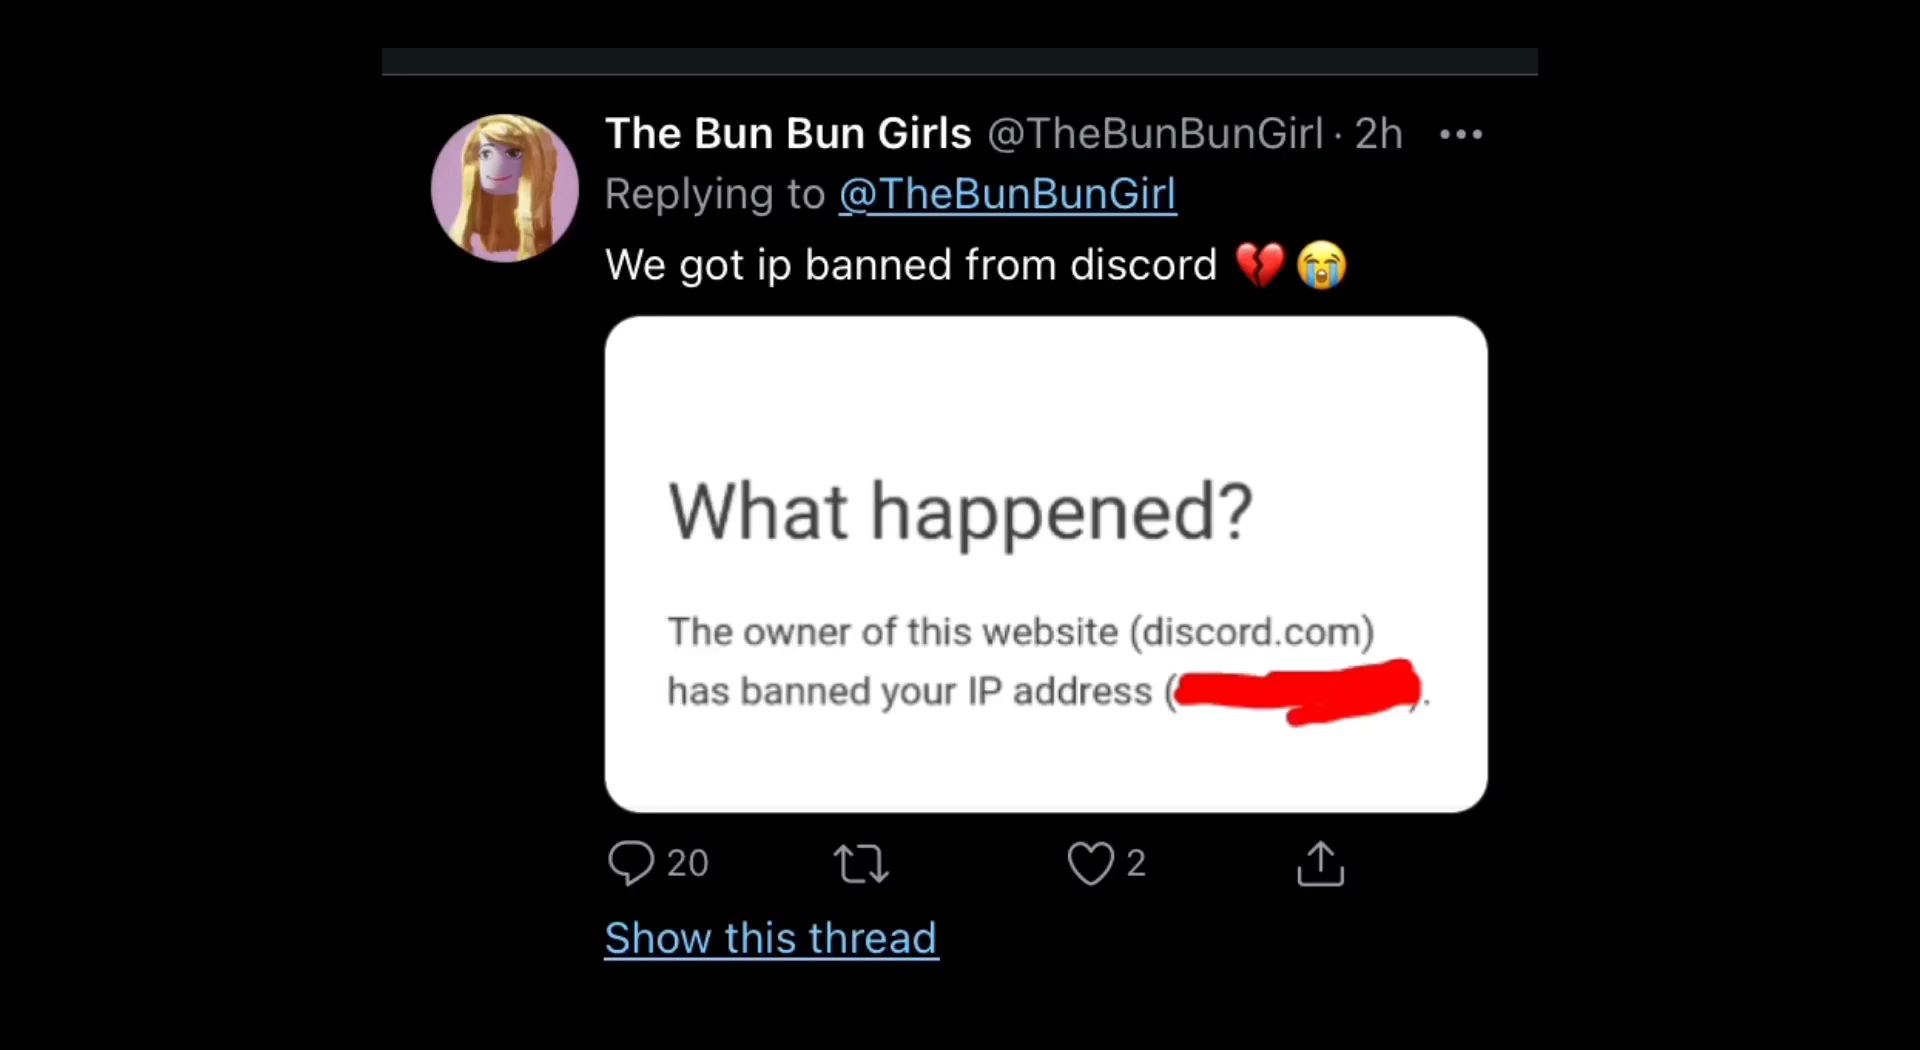 The Bun Bun Girls @TheBunBunGirl · 2h
Replying to @TheBunBunGirl
We got ip banned from discord 💔😭
What happened?
The owner of this website (discord.com)
has banned your IP address ( ).
20 2
Show this thread